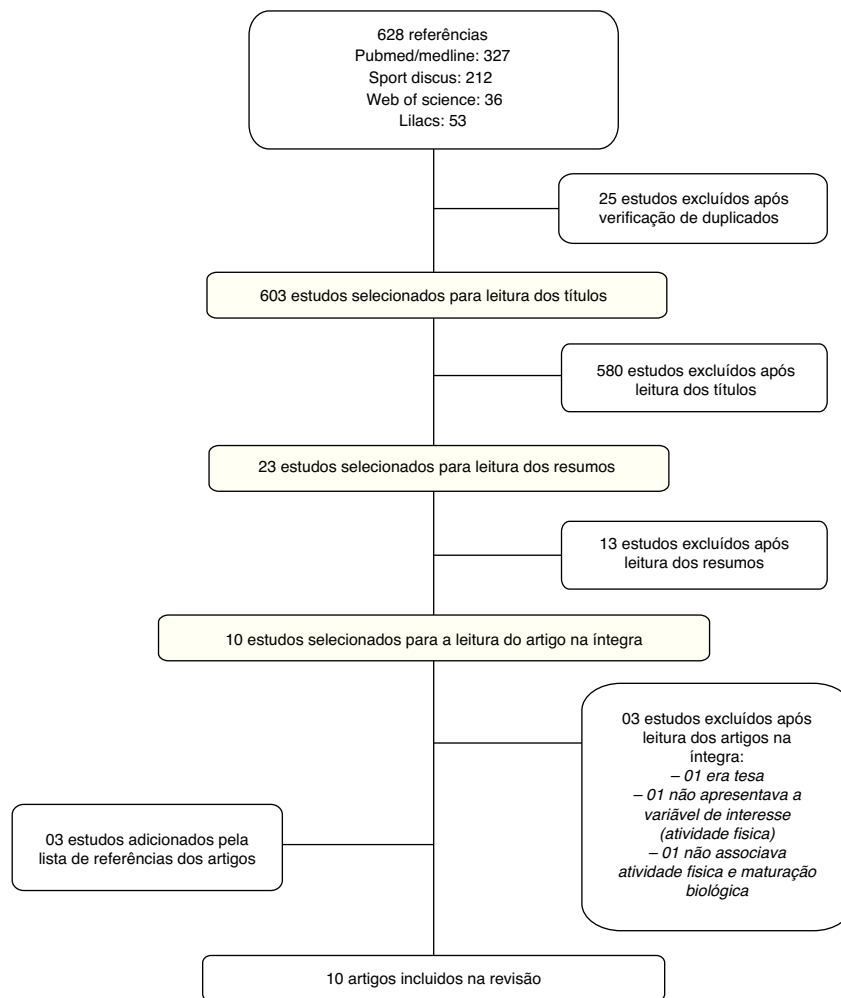 628 referências
Pubmed/medline: 327
Sport discus: 212
Web of science: 36
Lilacs: 53
25 estudos excluídos após
verificação de duplicados
603 estudos selecionados para leitura dos títulos
580 estudos excluídos após
leitura dos títulos
23 estudos selecionados para leitura dos resumos
13 estudos excluídos após
leitura dos resumos
10 estudos selecionados para a leitura do artigo na íntegra
03 estudos excluídos após
leitura dos artigos na
íntegra:
– 01 era tesa
– 01 não apresentava a
variável de interesse
(atividade fisica)
– 01 não associava
atividade fisica e maturação
biológica
03 estudos adicionados pela
lista de referências dos artigos
10 artigos incluidos na revisão